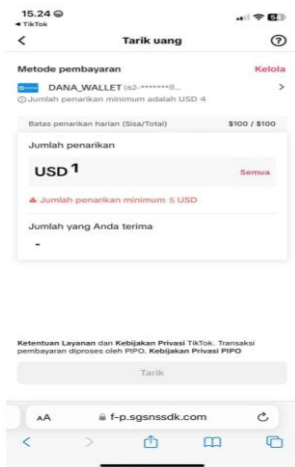 15.24
◀ TikTok
Tarik uang
Metode pembayaran
Kelola
DANA_WALLET (62-*******8...
Jumlah penarikan minimum adalah USD 4
Batas penarikan harian (Sisa/Total) $100 / $100
Jumlah penarikan
USD 1
Semua
Jumlah penarikan minimum 5 USD
Jumlah yang Anda terima
-
Ketentuan Layanan dan Kebijakan Privasi TikTok. Transaksi
pembayaran diproses oleh PIPO. Kebijakan Privasi PIPO
Tarik
AA f-p.sgsnssdk.com